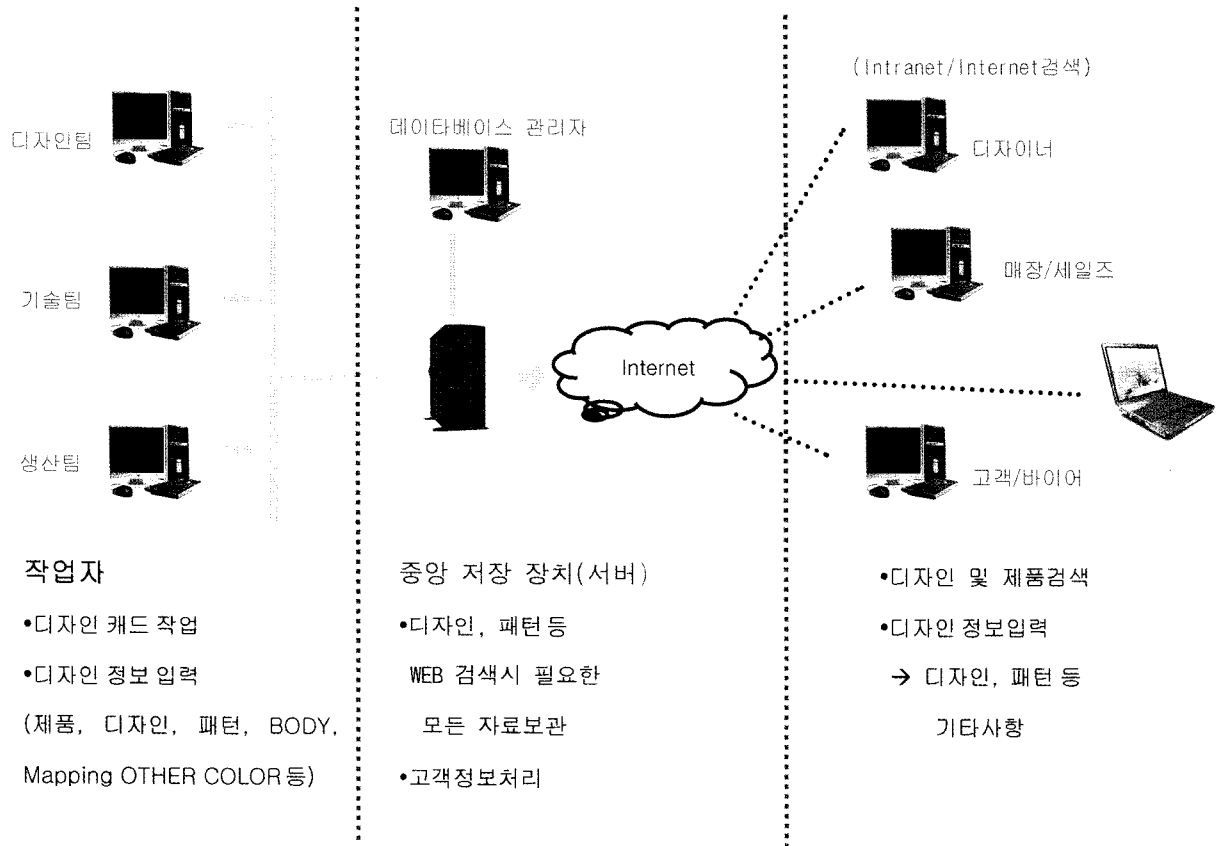 디자인팀
기술팀
생산팀
작업자
•디자인 캐드 작업
•디자인 정보 입력
(제품, 디자인, 패턴, BODY,
Mapping OTHER COLOR등)
데이타베이스 관리자
Internet
중앙 저장 장치(서버)
•디자인, 패턴 등
WEB 검색시 필요한
모든 자료보관
•고객정보처리
(Intranet/Internet검색)
디자이너
매장/세일즈
고객/바이어
•디자인 및 제품검색
•디자인 정보입력
→ 디자인, 패턴 등
기타사항